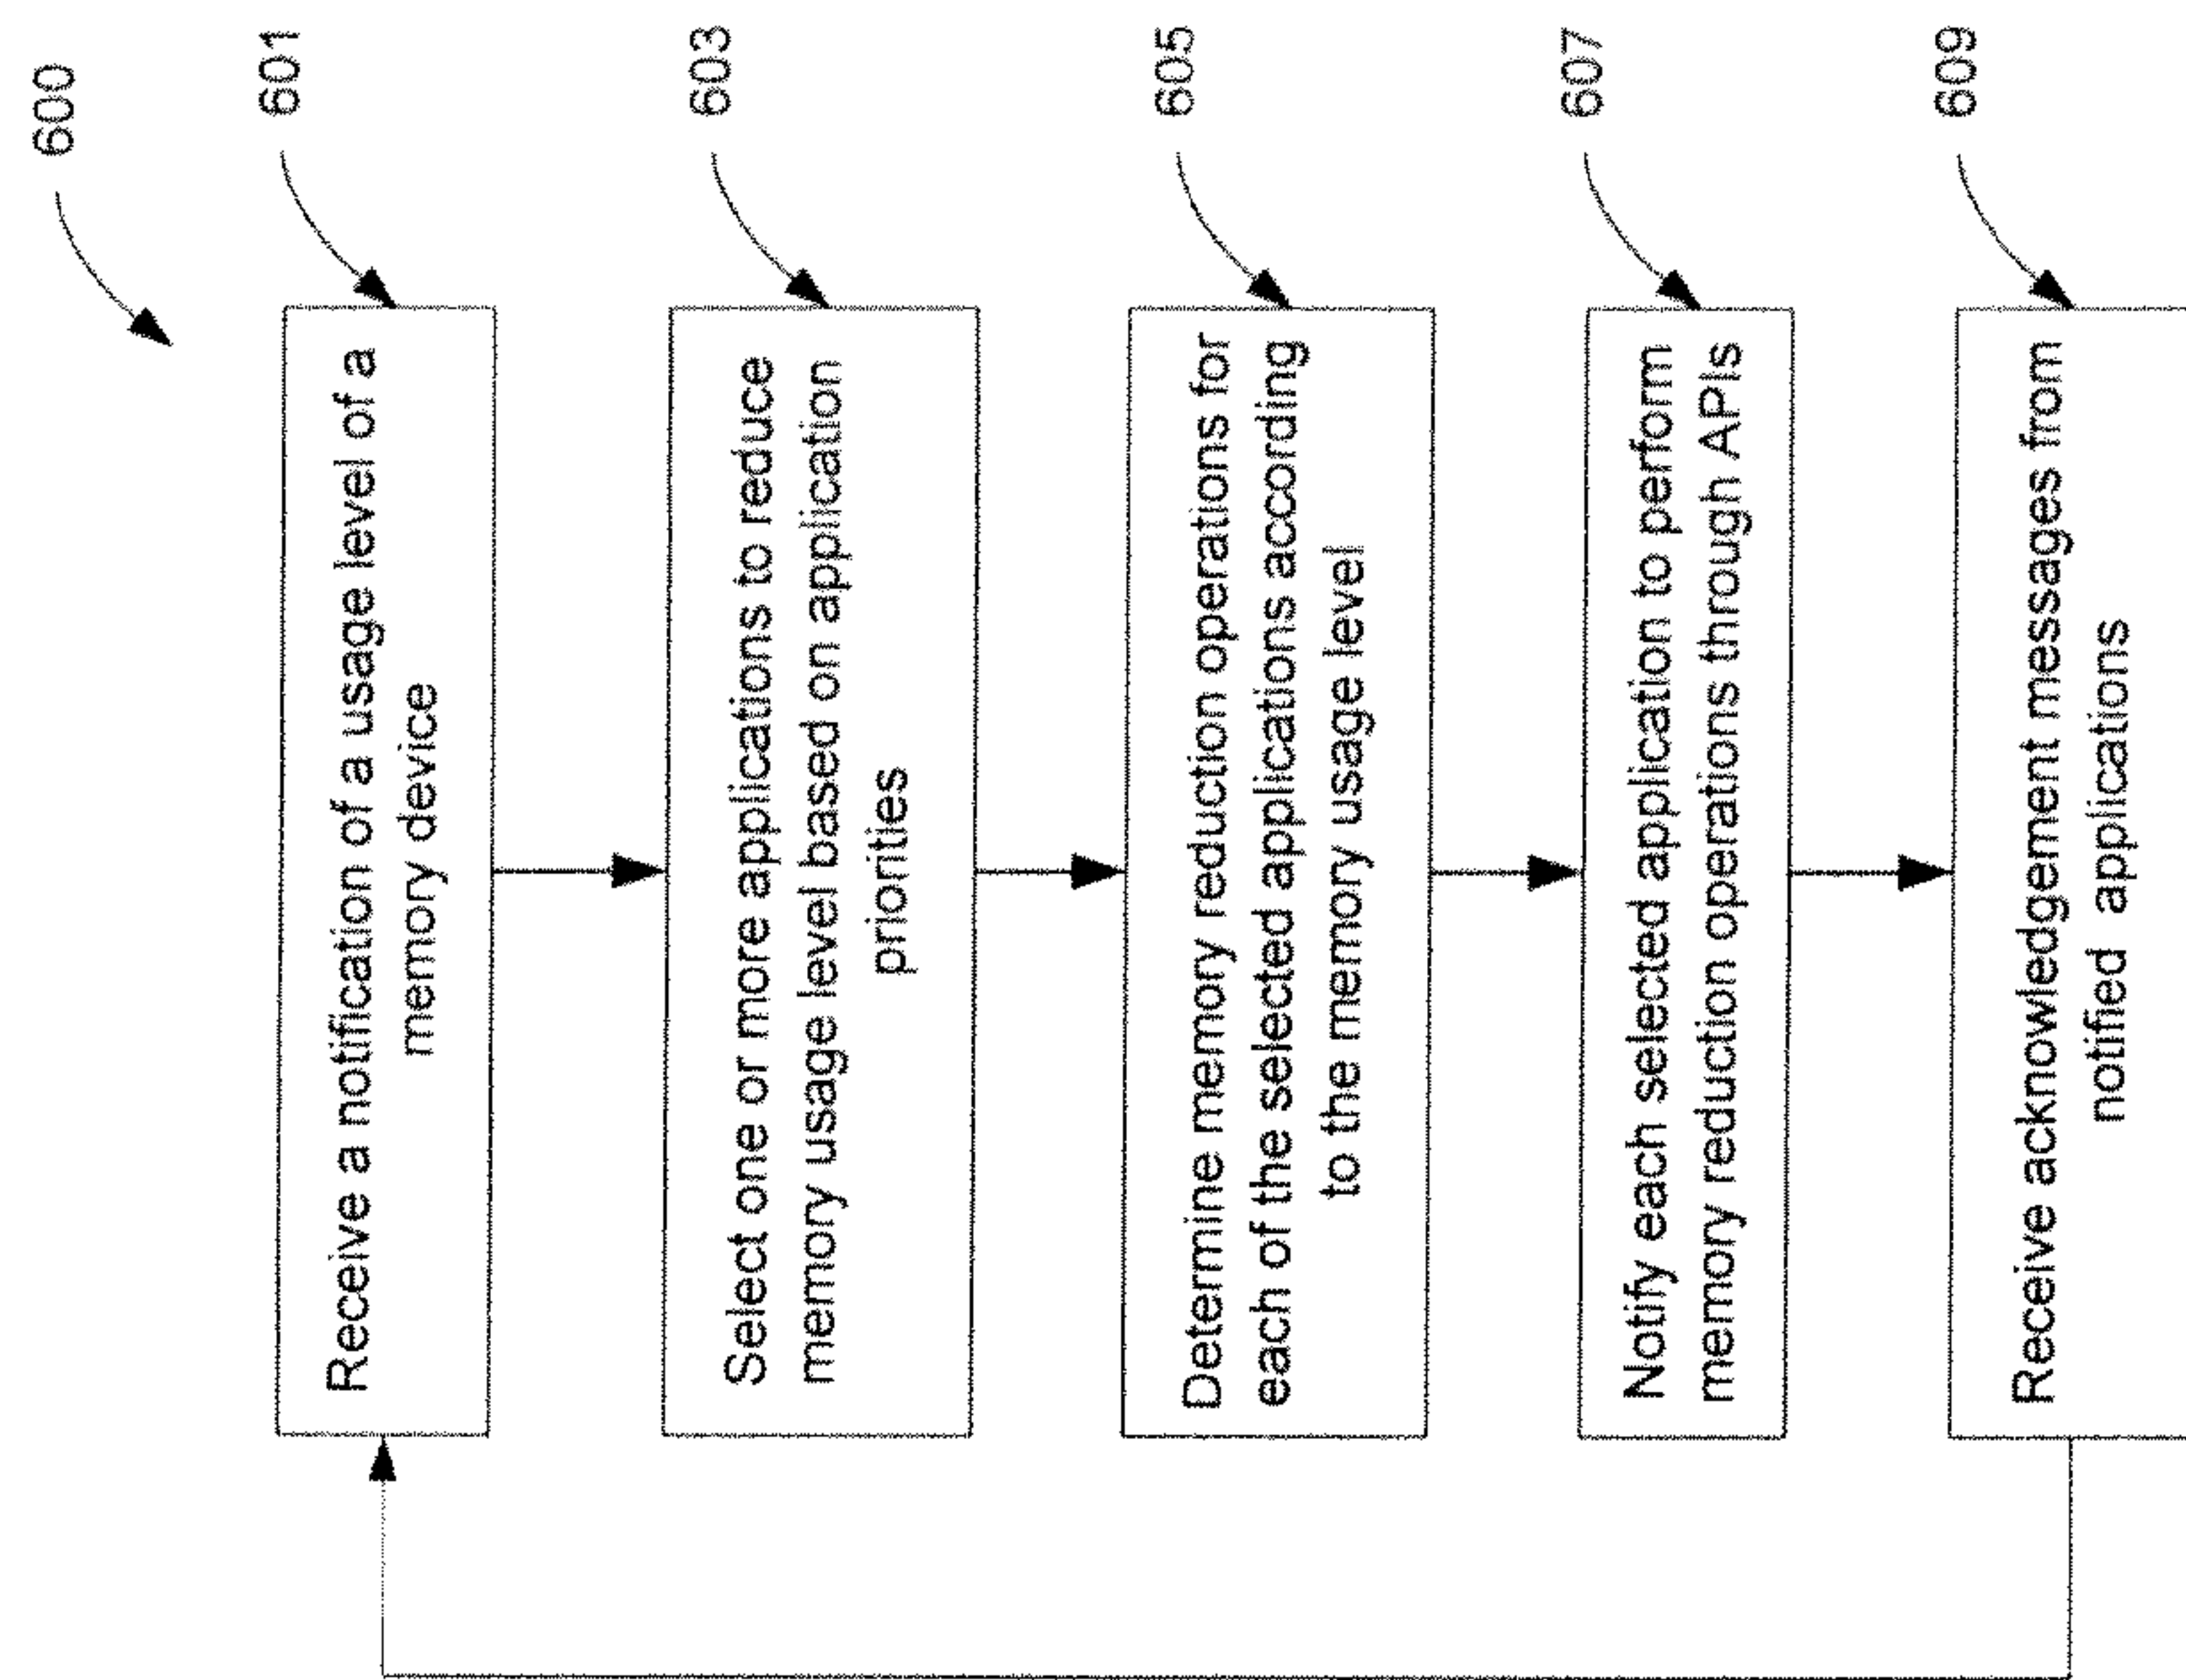 600
601
Receive a notification of a usage level of a
memory device
603
Select one or more applications to reduce
memory usage level based on application
priorities
605
Determine memory reduction operations for
each of the selected applications according
to the memory usage level
607
Notify each selected application to perform
memory reduction operations through APIs
609
Receive acknowledgement messages from
notified applications